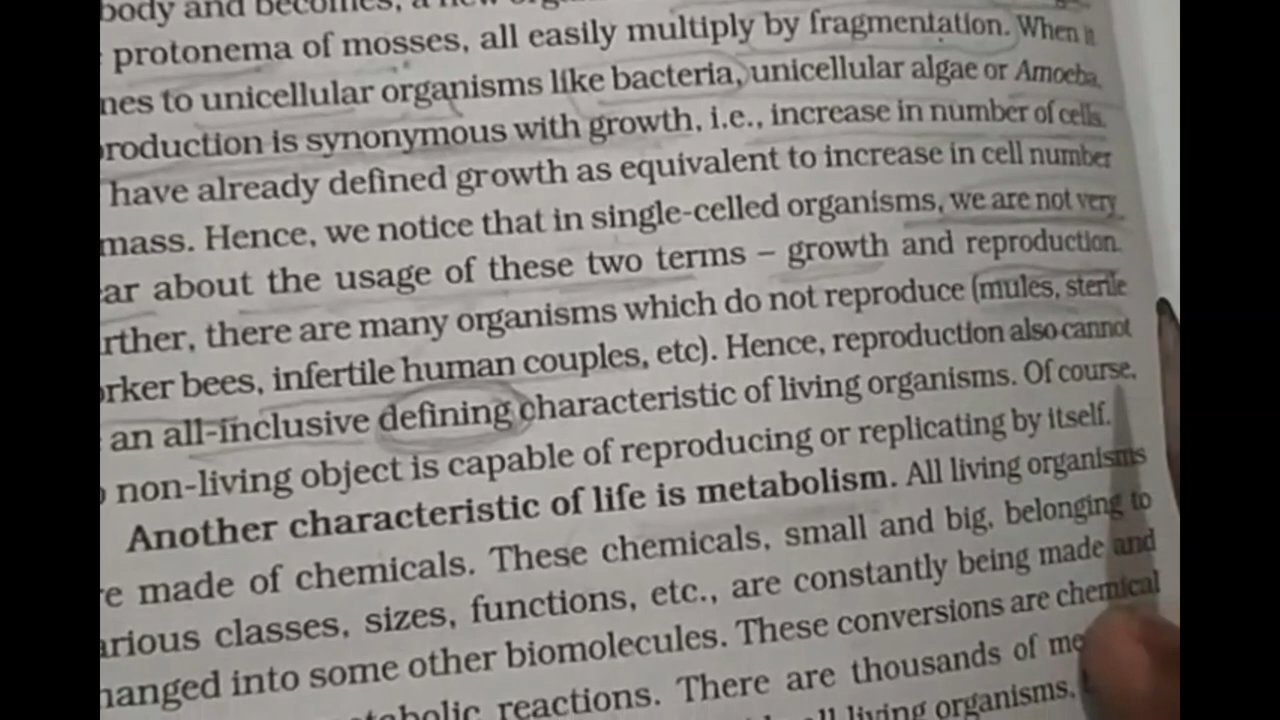 body and becomes, a new
protonema of mosses, all easily multiply by fragmentation. When it
nes to unicellular organisms like bacteria, unicellular algae or Amoeba,
roduction is synonymous with growth, i.e., increase in number of cells.
have already defined growth as equivalent to increase in cell number
mass. Hence, we notice that in single-celled organisms, we are not very
ar about the usage of these two terms – growth and reproduction.
rther, there are many organisms which do not reproduce (mules, sterile
rker bees, infertile human couples, etc). Hence, reproduction also cannot
an all-inclusive defining characteristic of living organisms. Of course,
non-living object is capable of reproducing or replicating by itself.
Another characteristic of life is metabolism. All living organisms
e made of chemicals. These chemicals, small and big, belonging to
arious classes, sizes, functions, etc., are constantly being made and
hanged into some other biomolecules. These conversions are chemical
reactions. There are thousands of me
living organisms,